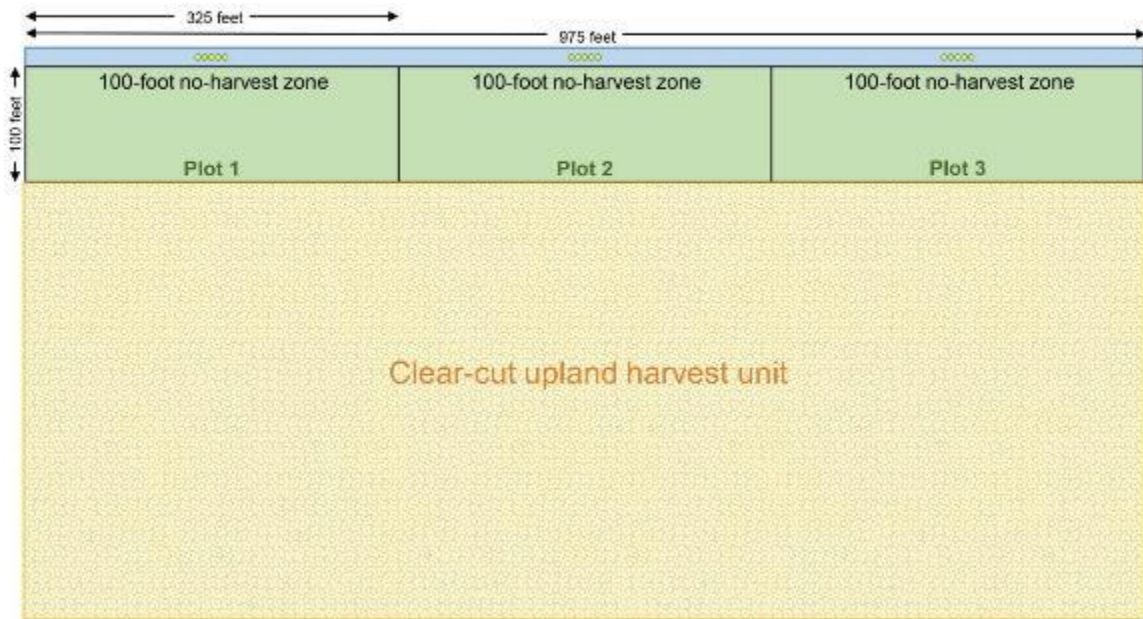 325 feet
975 feet
100 feet
100-foot no-harvest zone
100-foot no-harvest zone
100-foot no-harvest zone
Plot 1
Plot 2
Plot 3
Clear-cut upland harvest unit